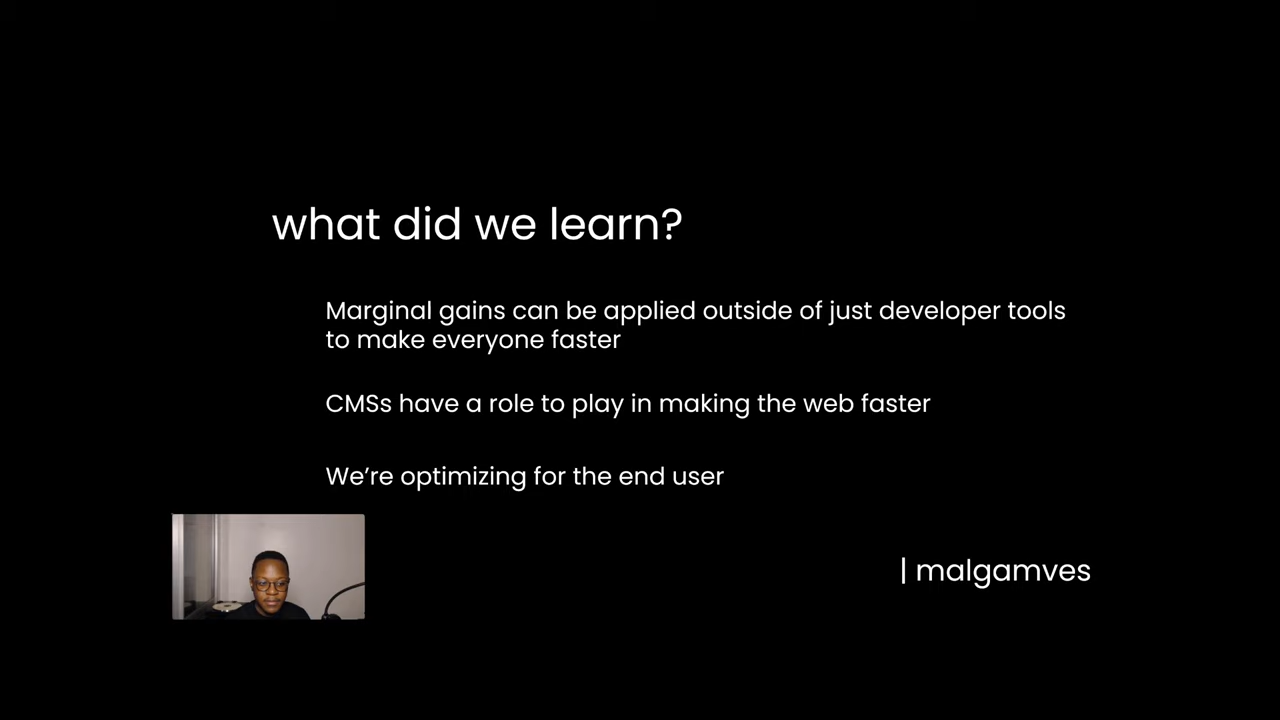 what did we learn?
Marginal gains can be applied outside of just developer tools
to make everyone faster
CMSs have a role to play in making the web faster
We’re optimizing for the end user
| malgamves